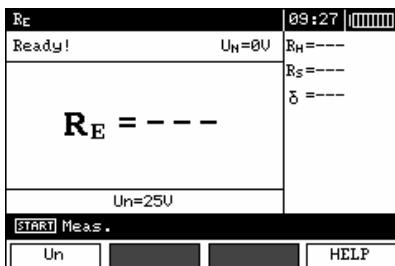 RE 09:27
Ready! UN=0V
RH=---
RS=---
δ =---
RE = ---
Un=25V
START Meas.
Un HELP